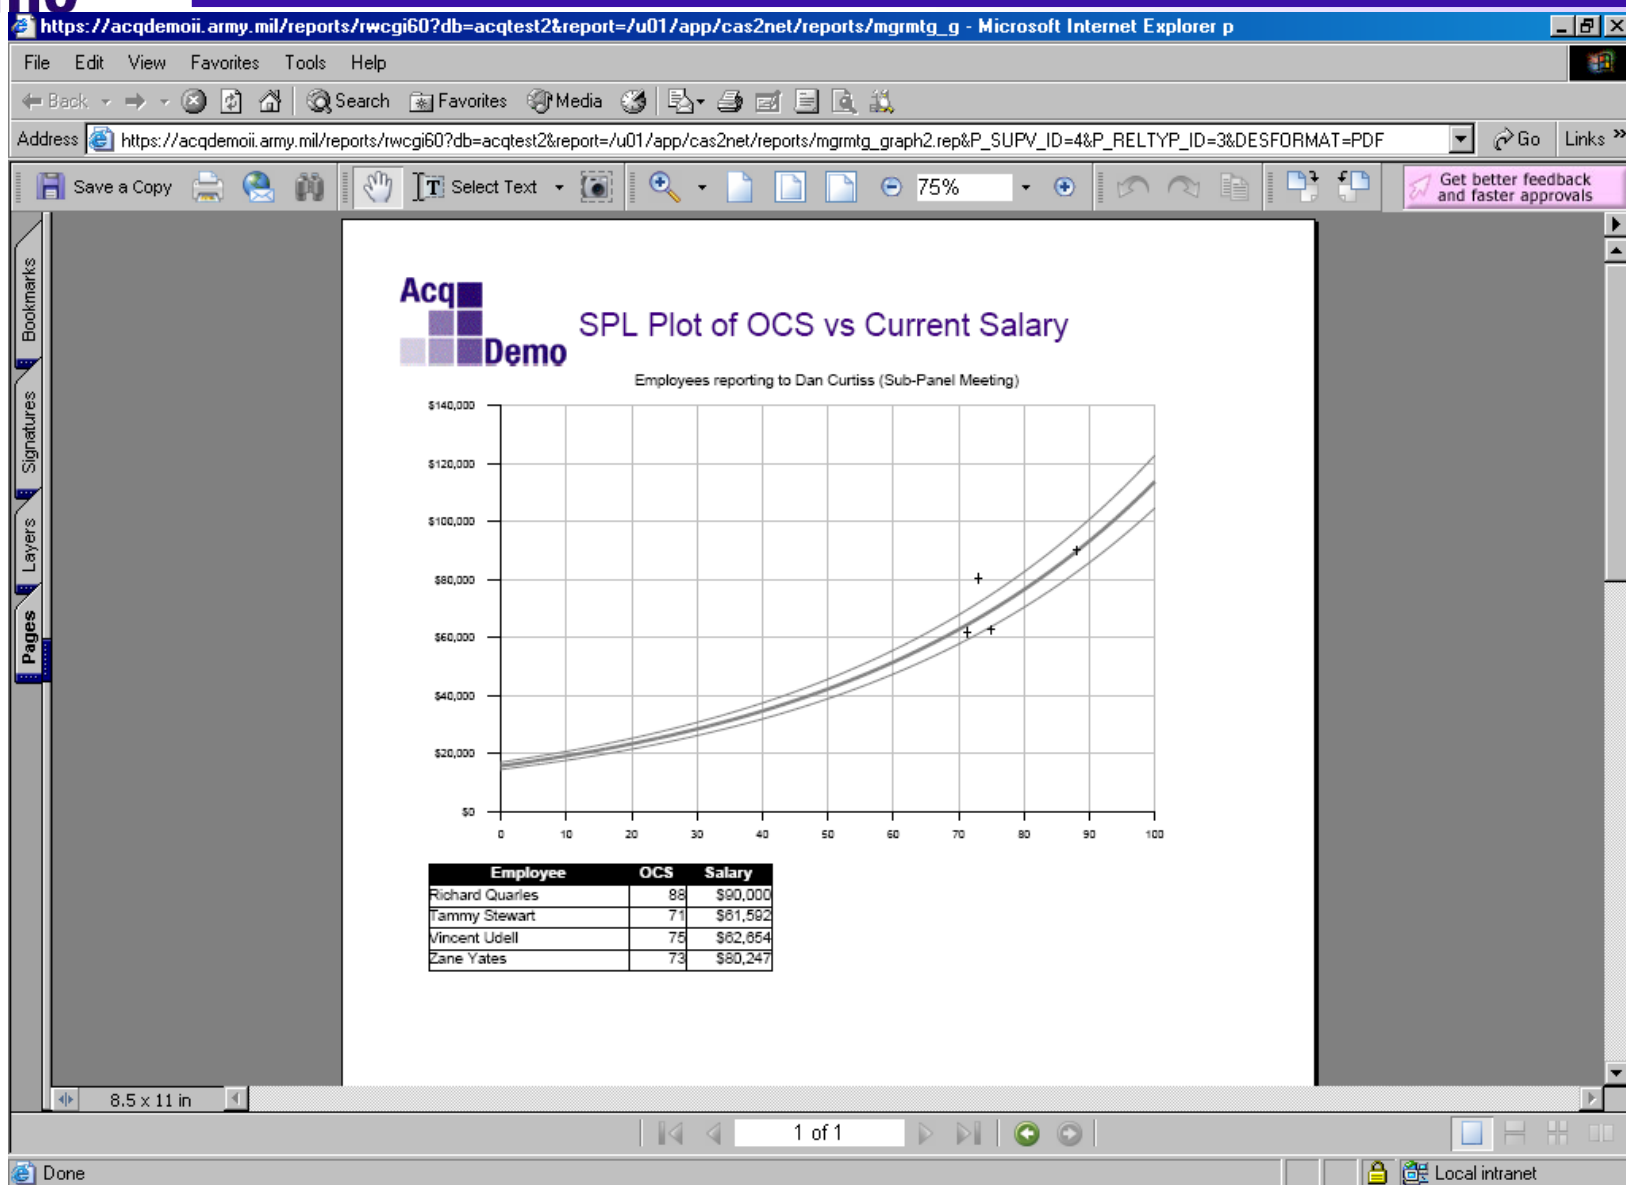 https://acqdemoii.army.mil/reports/rwcgi60?db=acqtest2&report=/u01/app/cas2net/reports/mgrmtg_g - Microsoft Internet Explorer p
File Edit View Favorites Tools Help
Back Search Favorites Media
Address https://acqdemoii.army.mil/reports/rwcgi60?db=acqtest2&report=/u01/app/cas2net/reports/mgrmtg_graph2.rep&P_SUPV_ID=4&P_RELTYP_ID=3&DESFORMAT=PDF Go Links »
Save a Copy Select Text 75% Get better feedback
and faster approvals
Bookmarks
Signatures
Layers
Pages
Acq
Demo
SPL Plot of OCS vs Current Salary
Employees reporting to Dan Curtiss (Sub-Panel Meeting)
$140,000
$120,000
$100,000
$80,000
$60,000
$40,000
$20,000
$0
0 10 20 30 40 50 60 70 80 90 100
Employee OCS Salary
Richard Quarles 88 $90,000
Tammy Stewart 71 $61,592
Vincent Udell 75 $62,654
Zane Yates 73 $80,247
8.5 x 11 in
1 of 1
Done Local intranet